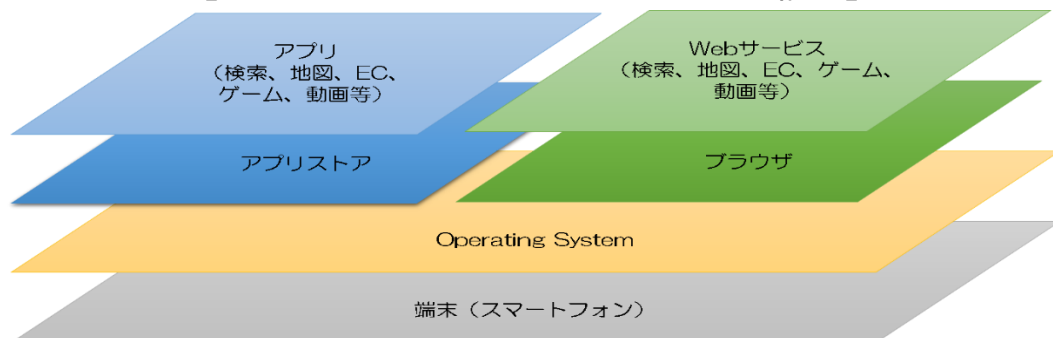 アプリ
（検索、地図、EC、
ゲーム、動画等）
Webサービス
（検索、地図、EC、ゲーム、
動画等）
アプリストア
ブラウザ
Operating System
端末（スマートフォン）